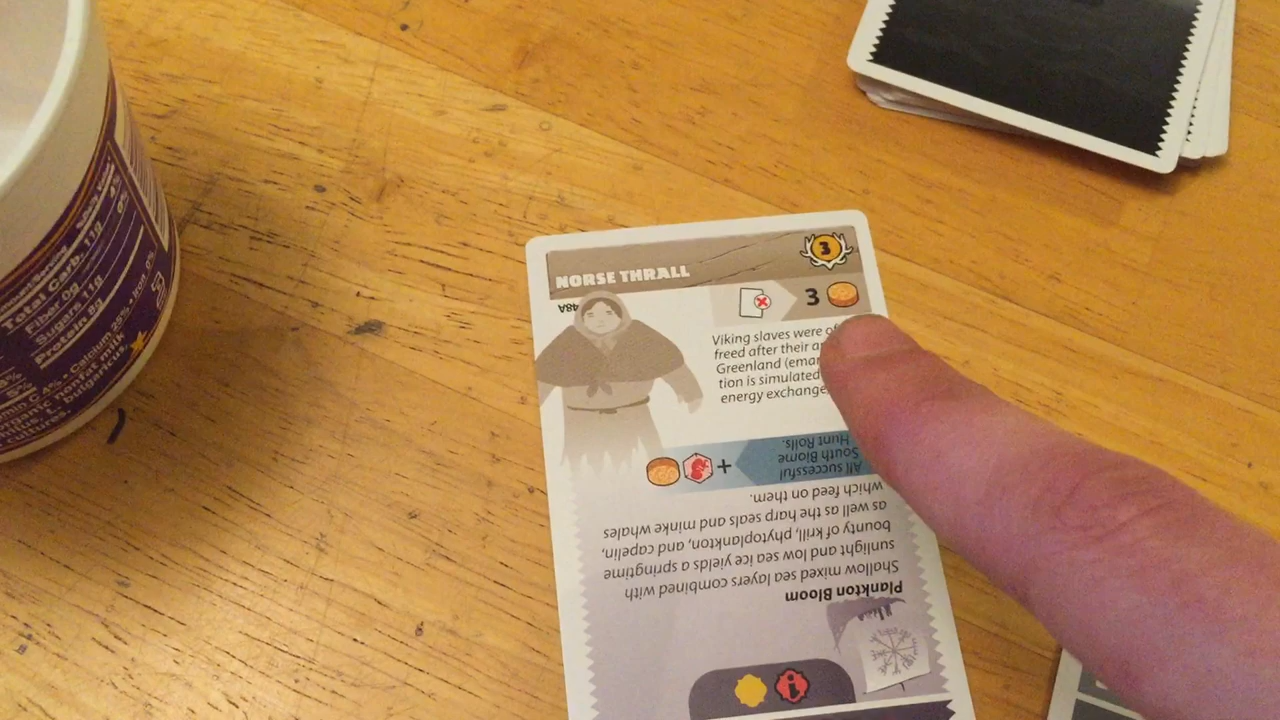 NORSE THRALL
3
48A
3
Viking slaves were
freed after their
Greenland
tion is simulated
energy exchange
All successful
South Biome
Hunt Rolls.
+
Plankton Bloom
Shallow mixed sea layers combined with
sunlight and low sea ice yields a springtime
bounty of krill, phytoplankton, and capelin,
as well as the harp seals and minke whales
which feed on them.
Total Carb. 11g
Fiber 0g
Sugars 11g
Protein 8g
Calcium 25% • Iron 0%